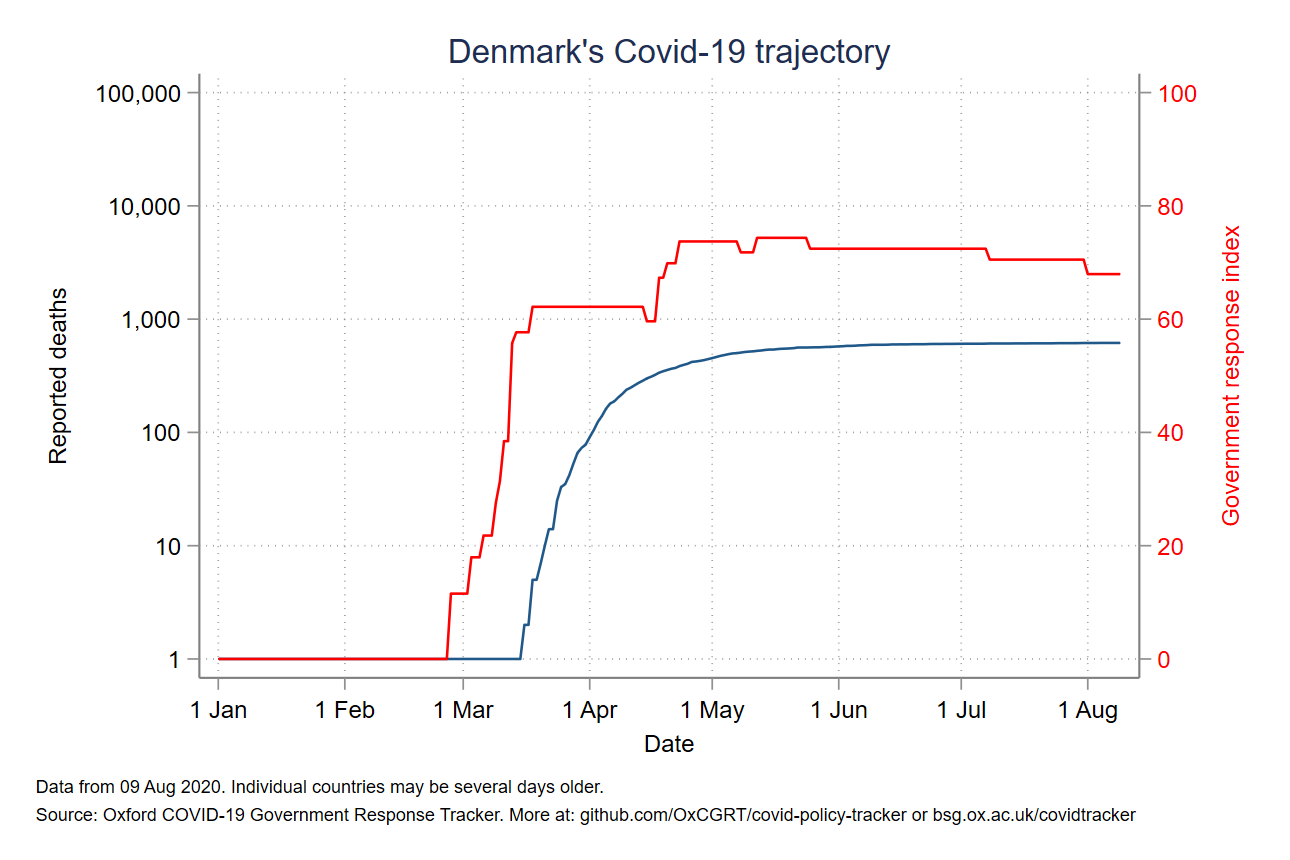 Denmark's Covid-19 trajectory
100,000
10,000
1,000
100
10
1
Reported deaths
100
80
60
40
20
0
Government response index
1 Jan 1 Feb 1 Mar 1 Apr 1 May 1 Jun 1 Jul 1 Aug
Date
Data from 09 Aug 2020. Individual countries may be several days older.
Source: Oxford COVID-19 Government Response Tracker. More at: github.com/OxCGRT/covid-policy-tracker or bsg.ox.ac.uk/covidtracker